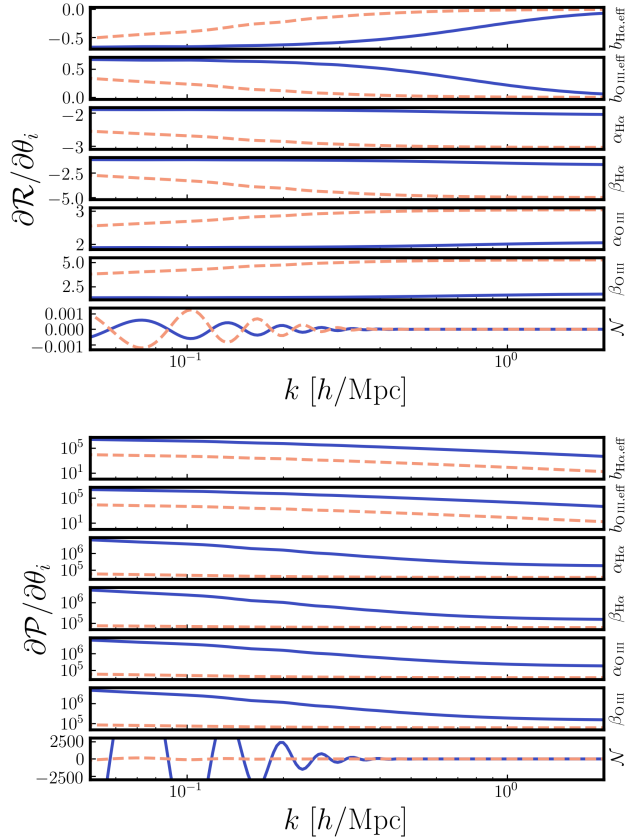 0.0
−0.5
b_{Hα,eff}
0.5
0.0
b_{O III,eff}
−2
−3
α_{Hα}
−2.5
−5.0
β_{Hα}
3
2
α_{O III}
5.0
2.5
β_{O III}
0.001
0.000
−0.001
𝒩
∂ℛ/∂θ_i
10^{−1} 10^{0}
k [h/Mpc]
10^5
10^1
b_{Hα,eff}
10^5
10^1
b_{O III,eff}
10^6
10^5
α_{Hα}
10^6
10^5
β_{Hα}
10^6
10^5
α_{O III}
10^6
10^5
β_{O III}
2500
0
−2500
𝒩
∂𝒫/∂θ_i
10^{−1} 10^{0}
k [h/Mpc]